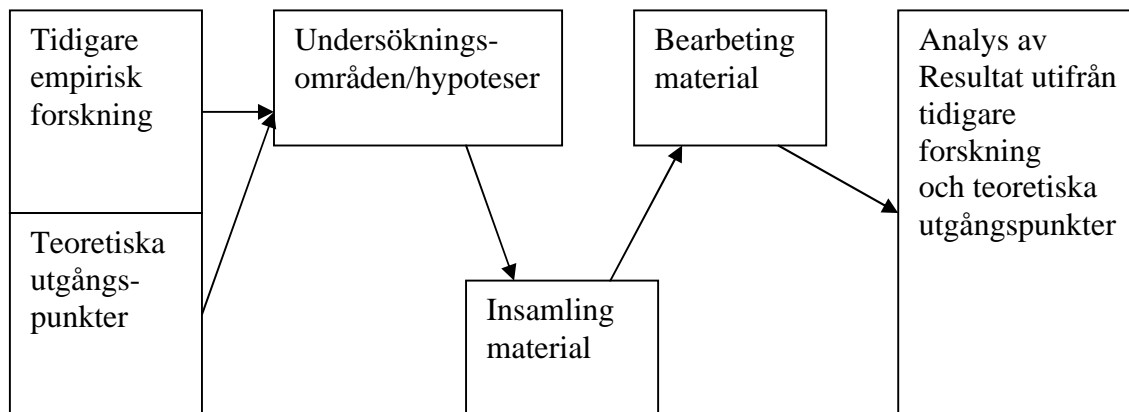 Tidigare
empirisk
forskning
Teoretiska
utgångs-
punkter
Undersöknings-
områden/hypoteser
Insamling
material
Bearbeting
material
Analys av
Resultat utifrån
tidigare
forskning
och teoretiska
utgångspunkter